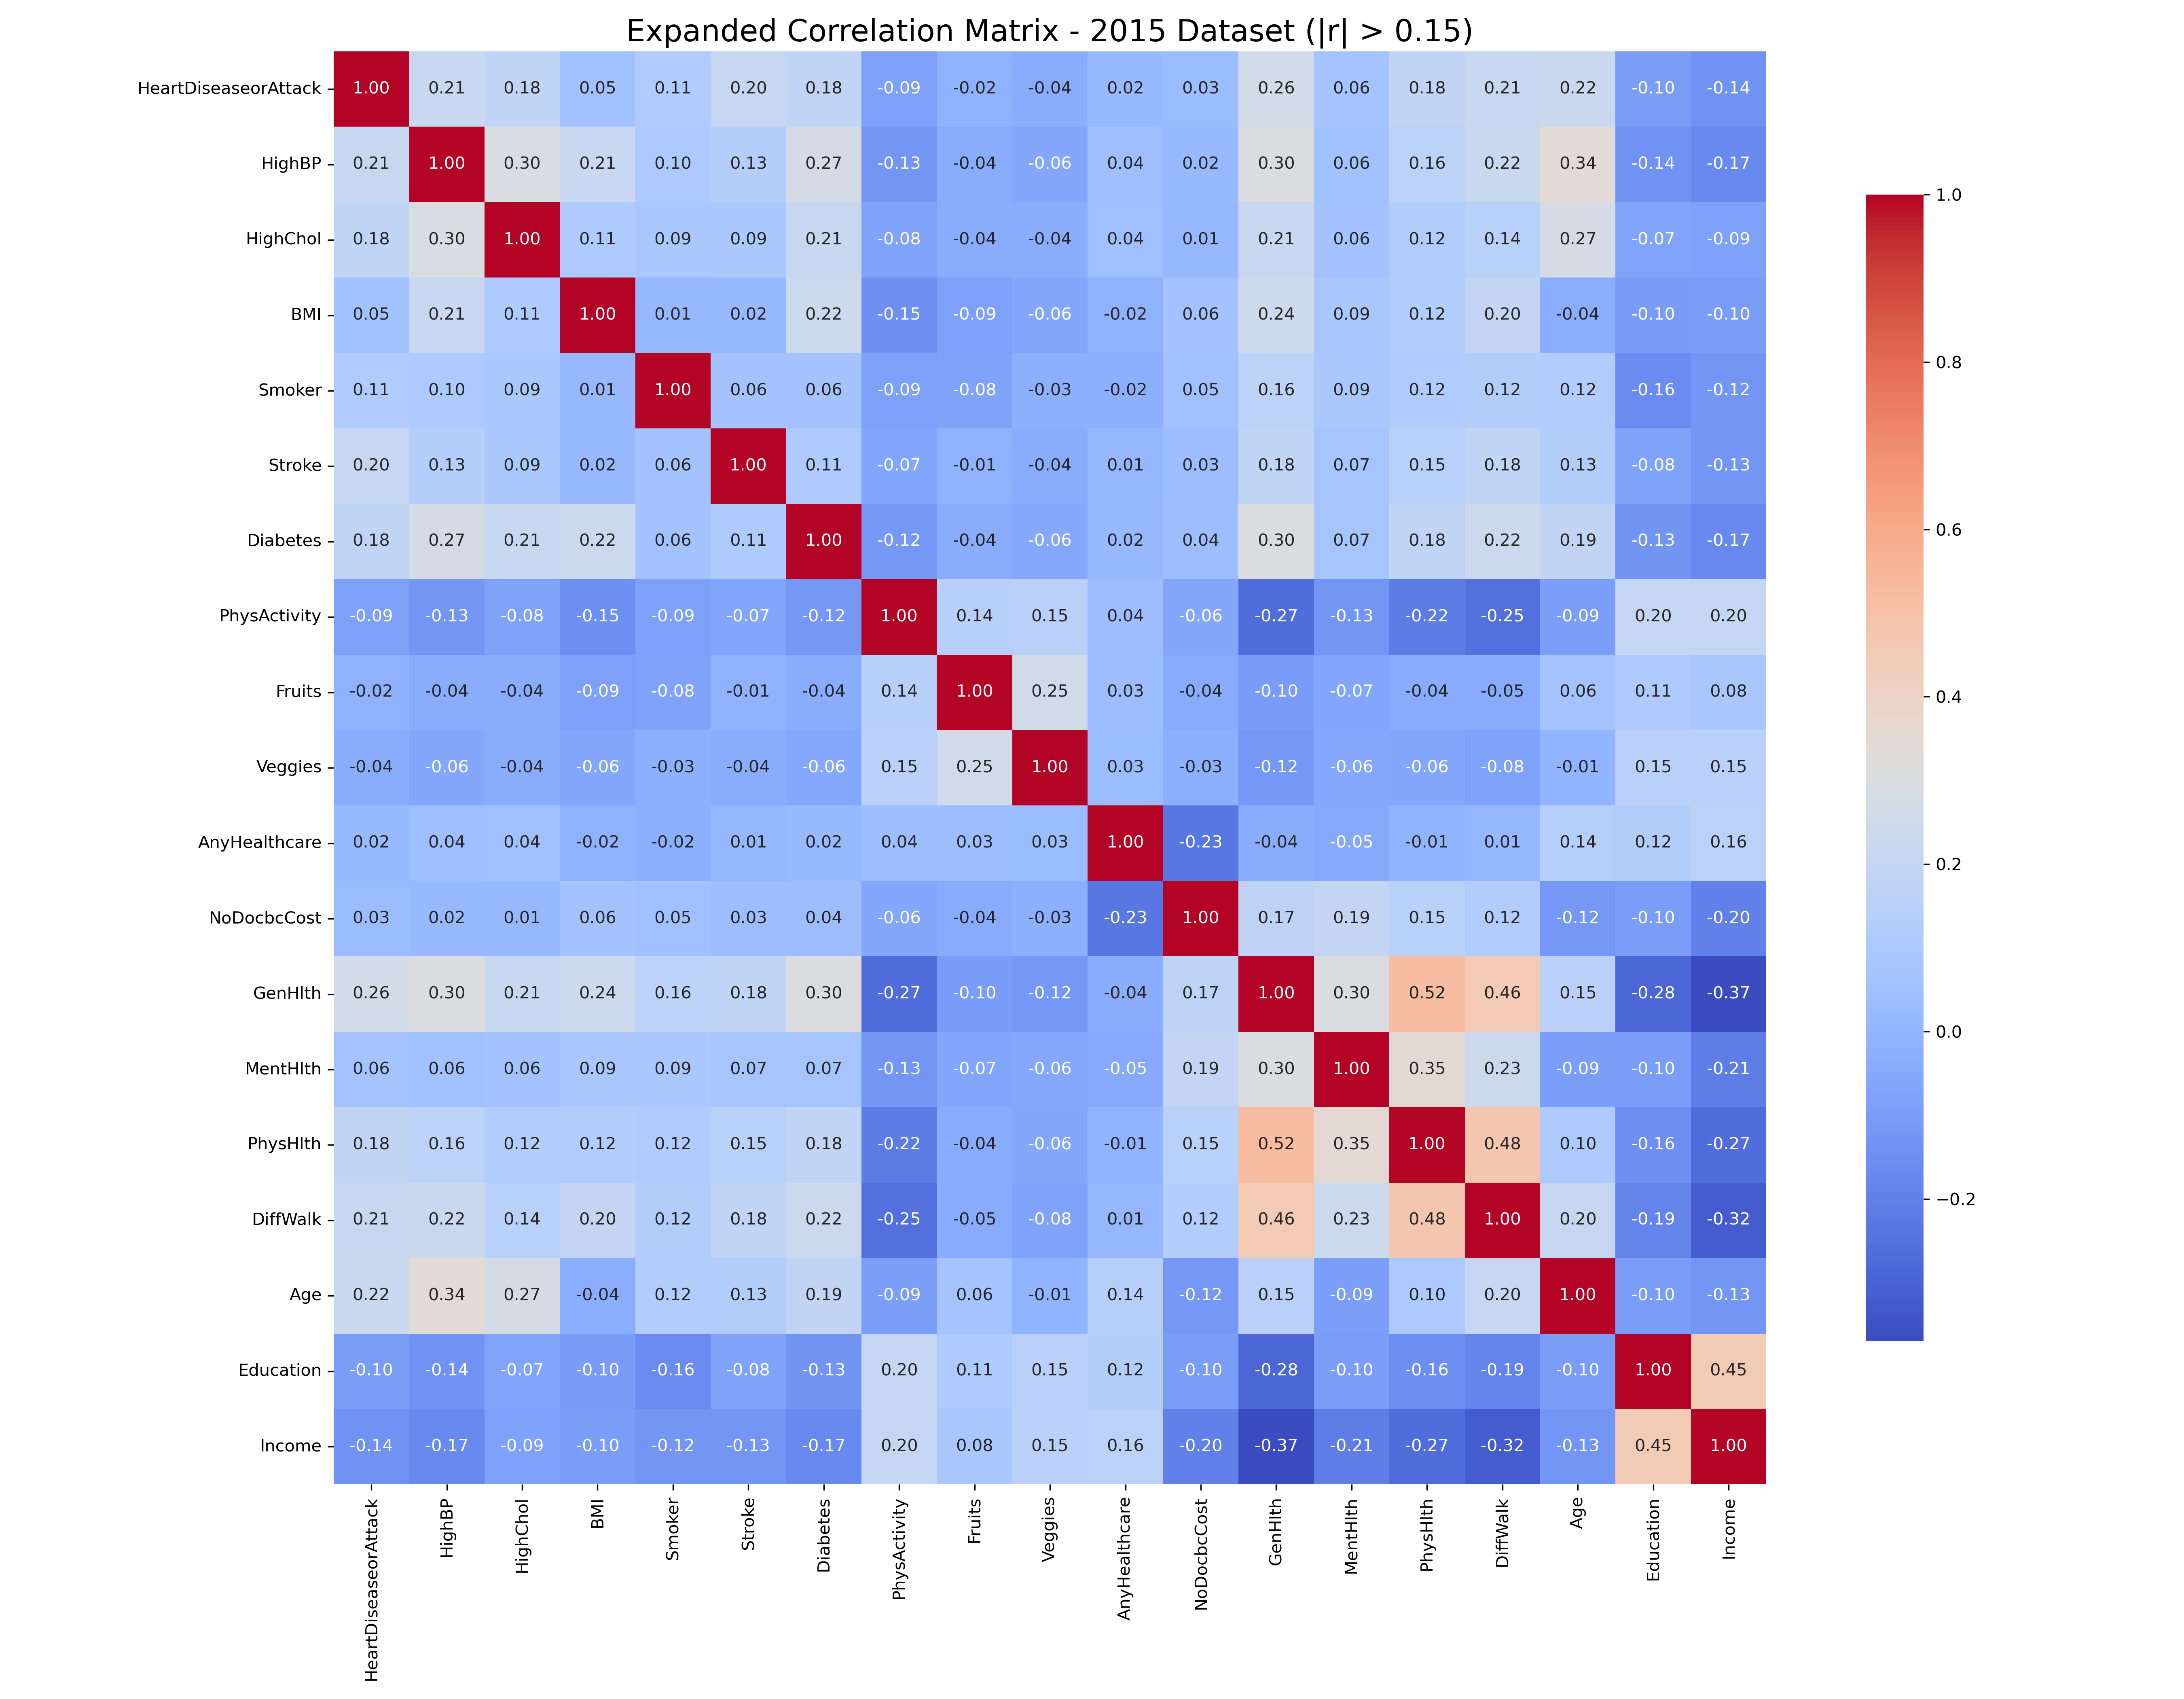 Expanded Correlation Matrix - 2015 Dataset (|r| > 0.15)
HeartDiseaseorAttack 1.00 0.21 0.18 0.05 0.11 0.20 0.18 -0.09 -0.02 -0.04 0.02 0.03 0.26 0.06 0.18 0.21 0.22 -0.10 -0.14
HighBP 0.21 1.00 0.30 0.21 0.10 0.13 0.27 -0.13 -0.04 -0.06 0.04 0.02 0.30 0.06 0.16 0.22 0.34 -0.14 -0.17
HighChol 0.18 0.30 1.00 0.11 0.09 0.09 0.21 -0.08 -0.04 -0.04 0.04 0.01 0.21 0.06 0.12 0.14 0.27 -0.07 -0.09
BMI 0.05 0.21 0.11 1.00 0.01 0.02 0.22 -0.15 -0.09 -0.06 -0.02 0.06 0.24 0.09 0.12 0.20 -0.04 -0.10 -0.10
Smoker 0.11 0.10 0.09 0.01 1.00 0.06 0.06 -0.09 -0.08 -0.03 -0.02 0.05 0.16 0.09 0.12 0.12 0.12 -0.16 -0.12
Stroke 0.20 0.13 0.09 0.02 0.06 1.00 0.11 -0.07 -0.01 -0.04 0.01 0.03 0.18 0.07 0.15 0.18 0.13 -0.08 -0.13
Diabetes 0.18 0.27 0.21 0.22 0.06 0.11 1.00 -0.12 -0.04 -0.06 0.02 0.04 0.30 0.07 0.18 0.22 0.19 -0.13 -0.17
PhysActivity -0.09 -0.13 -0.08 -0.15 -0.09 -0.07 -0.12 1.00 0.14 0.15 0.04 -0.06 -0.27 -0.13 -0.22 -0.25 -0.09 0.20 0.20
Fruits -0.02 -0.04 -0.04 -0.09 -0.08 -0.01 -0.04 0.14 1.00 0.25 0.03 -0.04 -0.10 -0.07 -0.04 -0.05 0.06 0.11 0.08
Veggies -0.04 -0.06 -0.04 -0.06 -0.03 -0.04 -0.06 0.15 0.25 1.00 0.03 -0.03 -0.12 -0.06 -0.06 -0.08 -0.01 0.15 0.15
AnyHealthcare 0.02 0.04 0.04 -0.02 -0.02 0.01 0.02 0.04 0.03 0.03 1.00 -0.23 -0.04 -0.05 -0.01 0.01 0.14 0.12 0.16
NoDocbcCost 0.03 0.02 0.01 0.06 0.05 0.03 0.04 -0.06 -0.04 -0.03 -0.23 1.00 0.17 0.19 0.15 0.12 -0.12 -0.10 -0.20
GenHlth 0.26 0.30 0.21 0.24 0.16 0.18 0.30 -0.27 -0.10 -0.12 -0.04 0.17 1.00 0.30 0.52 0.46 0.15 -0.28 -0.37
MentHlth 0.06 0.06 0.06 0.09 0.09 0.07 0.07 -0.13 -0.07 -0.06 -0.05 0.19 0.30 1.00 0.35 0.23 -0.09 -0.10 -0.21
PhysHlth 0.18 0.16 0.12 0.12 0.12 0.15 0.18 -0.22 -0.04 -0.06 -0.01 0.15 0.52 0.35 1.00 0.48 0.10 -0.16 -0.27
DiffWalk 0.21 0.22 0.14 0.20 0.12 0.18 0.22 -0.25 -0.05 -0.08 0.01 0.12 0.46 0.23 0.48 1.00 0.20 -0.19 -0.32
Age 0.22 0.34 0.27 -0.04 0.12 0.13 0.19 -0.09 0.06 -0.01 0.14 -0.12 0.15 -0.09 0.10 0.20 1.00 -0.10 -0.13
Education -0.10 -0.14 -0.07 -0.10 -0.16 -0.08 -0.13 0.20 0.11 0.15 0.12 -0.10 -0.28 -0.10 -0.16 -0.19 -0.10 1.00 0.45
Income -0.14 -0.17 -0.09 -0.10 -0.12 -0.13 -0.17 0.20 0.08 0.15 0.16 -0.20 -0.37 -0.21 -0.27 -0.32 -0.13 0.45 1.00
HeartDiseaseorAttack
HighBP
HighChol
BMI
Smoker
Stroke
Diabetes
PhysActivity
Fruits
Veggies
AnyHealthcare
NoDocbcCost
GenHlth
MentHlth
PhysHlth
DiffWalk
Age
Education
Income
1.0
0.8
0.6
0.4
0.2
0.0
−0.2